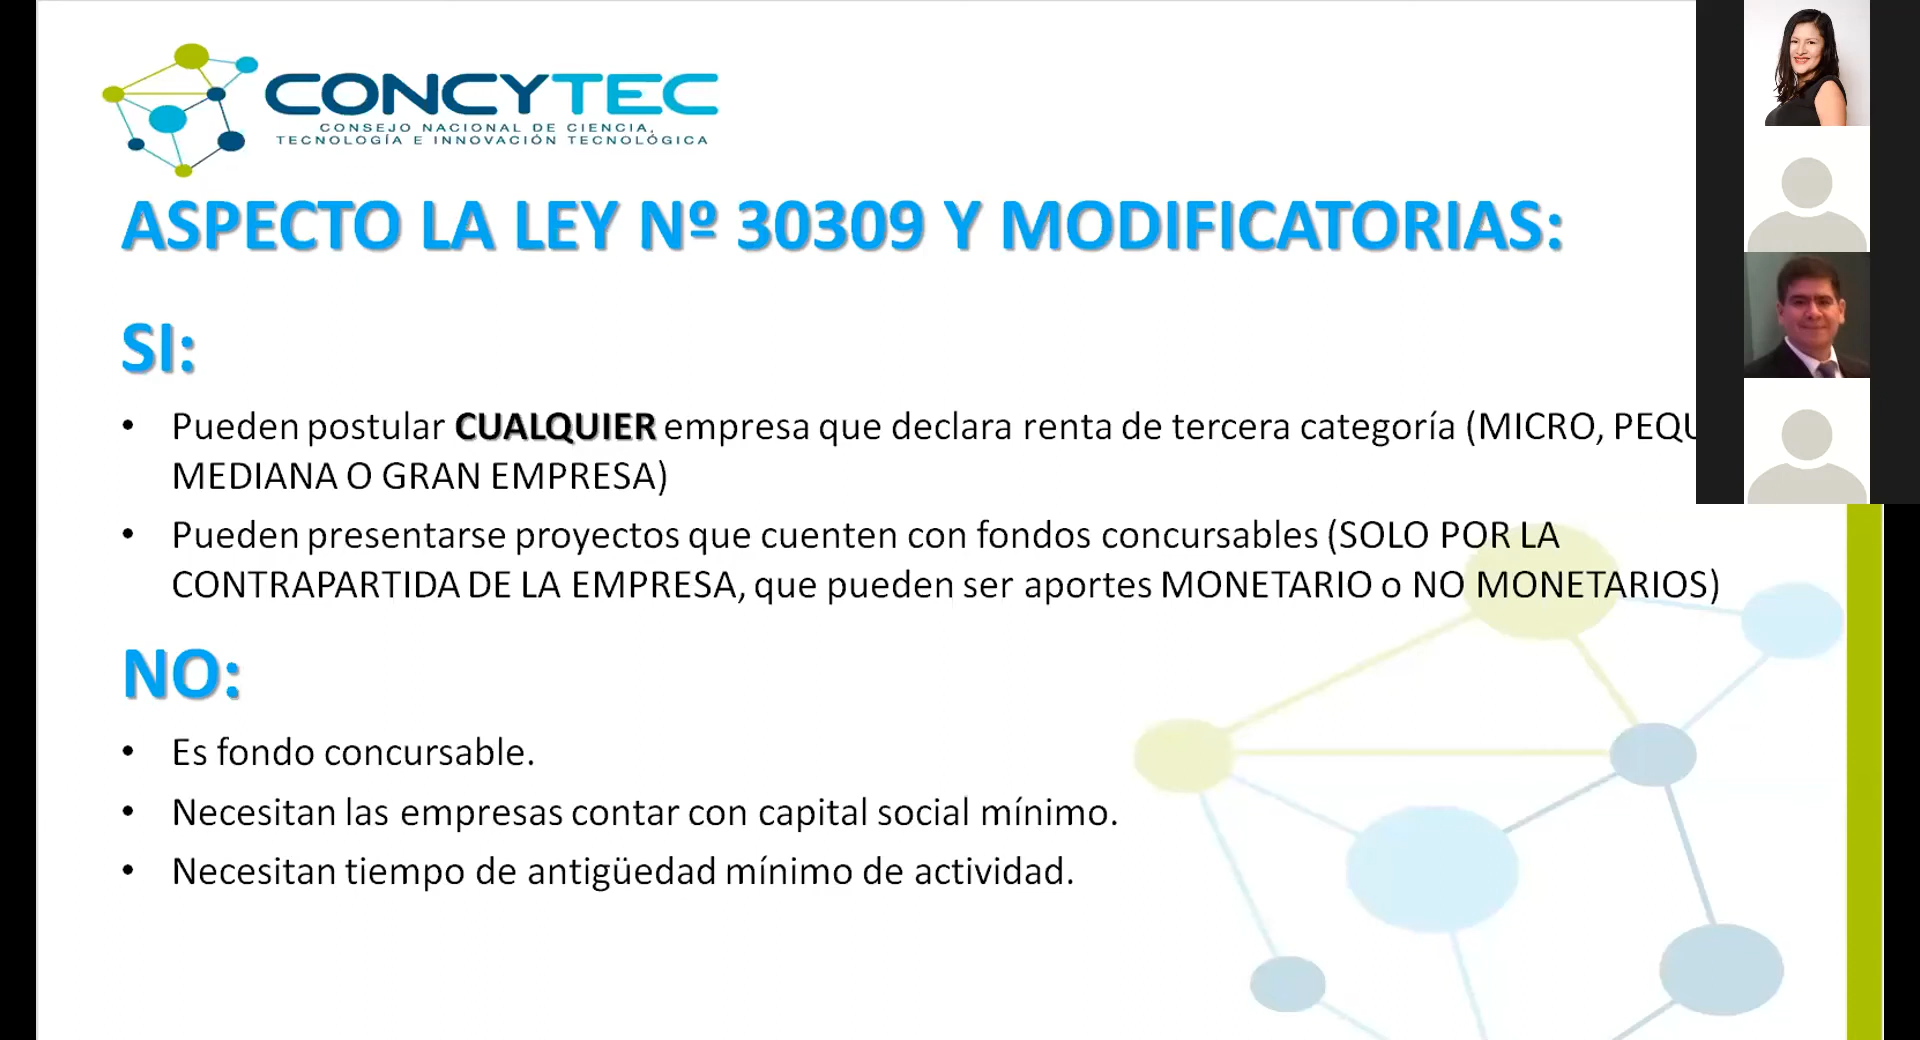 CONCYTEC
CONSEJO NACIONAL DE CIENCIA,
TECNOLOGÍA E INNOVACIÓN TECNOLÓGICA
ASPECTO LA LEY Nº 30309 Y MODIFICATORIAS:
SI:
• Pueden postular CUALQUIER empresa que declara renta de tercera categoría (MICRO,
MEDIANA O GRAN EMPRESA)
• Pueden presentarse proyectos que cuenten con fondos concursables (SOLO POR LA
CONTRAPARTIDA DE LA EMPRESA, que pueden ser aportes MONETARIO o NO MONETARIOS)
NO:
• Es fondo concursable.
• Necesitan las empresas contar con capital social mínimo.
• Necesitan tiempo de antigüedad mínimo de actividad.